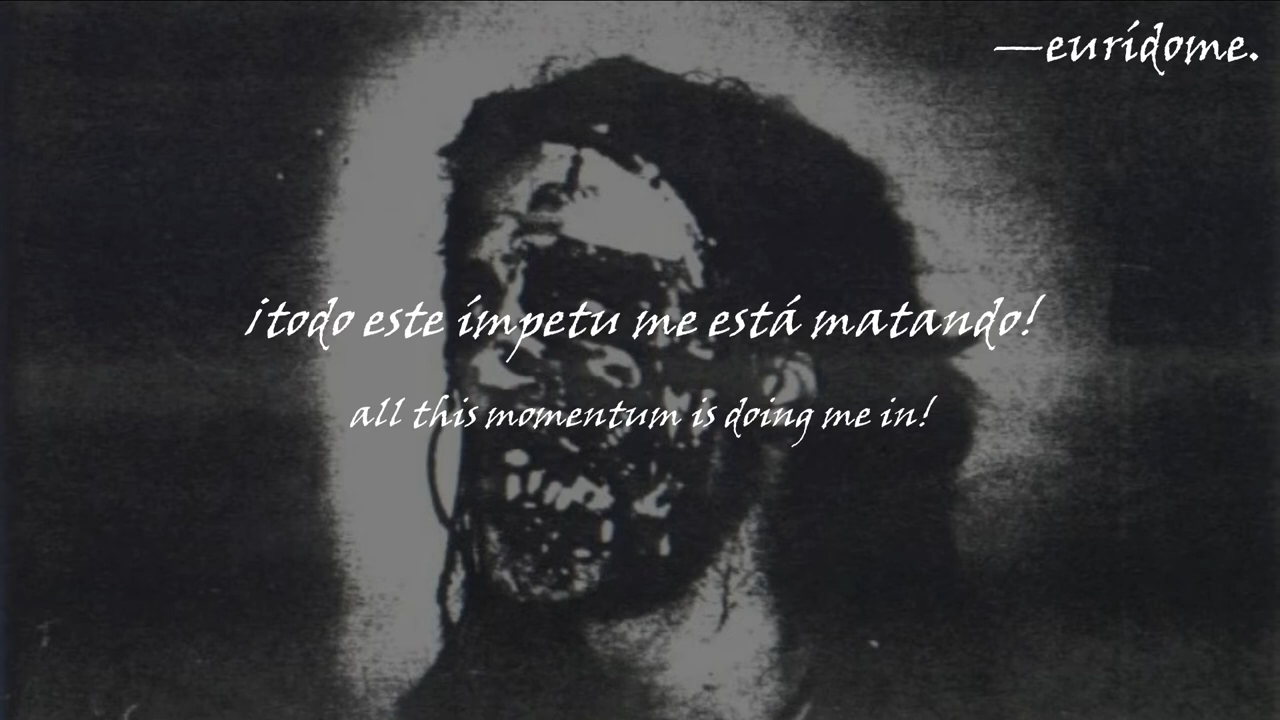 —eurídome.
¡todo este ímpetu me está matando!
all this momentum is doing me in!